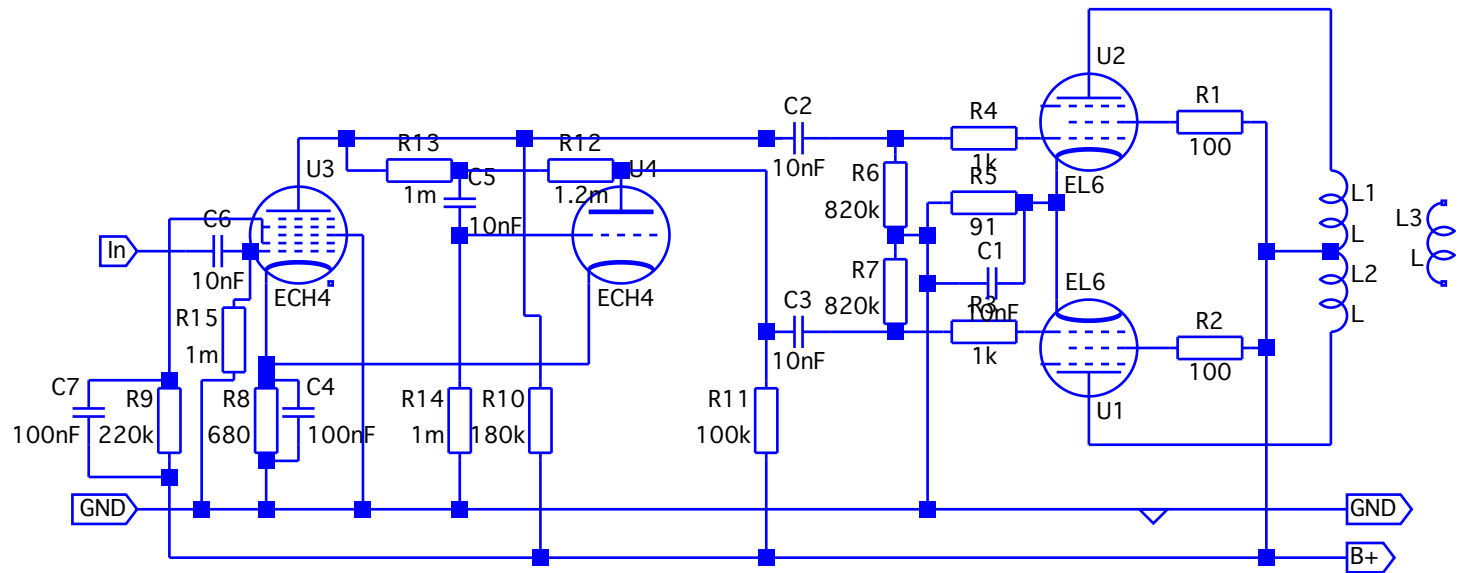 U2
R1
100
C2
10nF
R4
1k
R13
1m
R12
1.2m
U3
U4
C5
10nF
EL6
R6
820k
R5
91
L1
L
L3
L
C6
10nF
In
ECH4
ECH4
R7
820k
C1
10nF
EL6
L2
L
R15
1m
C3
10nF
R3
1k
R2
100
C7
100nF
R9
220k
R8
680
C4
100nF
R14
1m
R10
180k
R11
100k
U1
GND
GND
B+